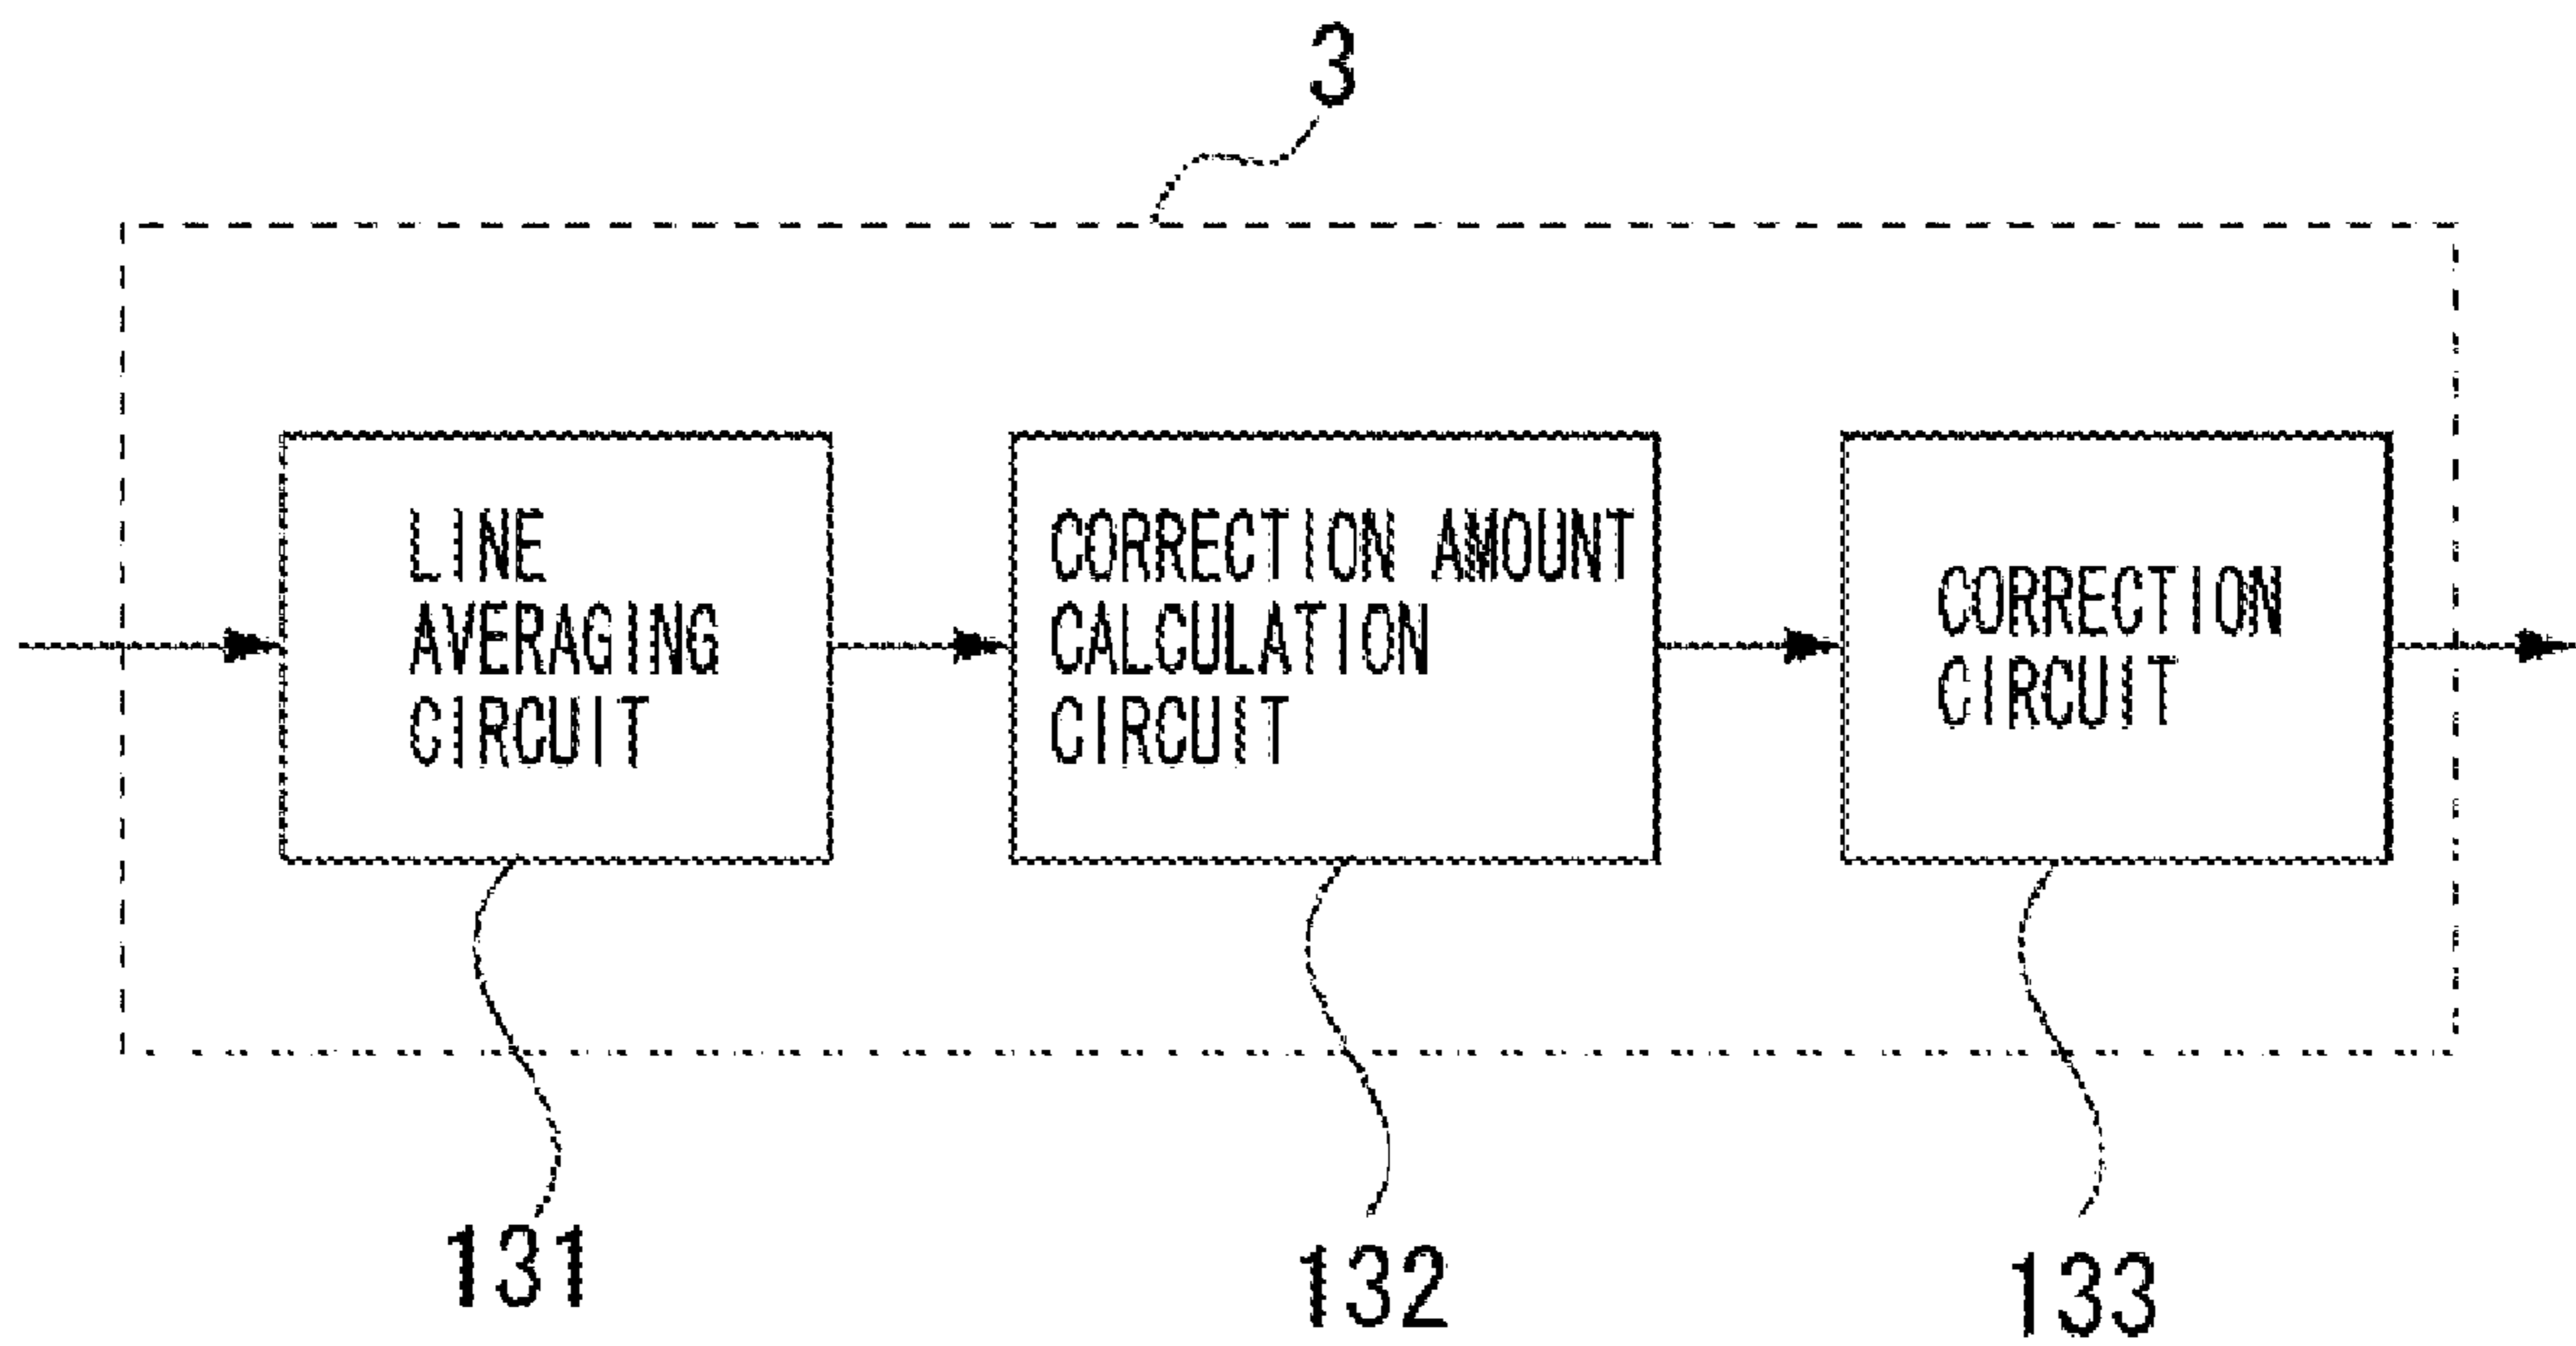 3
LINE
AVERAGING
CIRCUIT
CORRECTION AMOUNT
CALCULATION
CIRCUIT
CORRECTION
CIRCUIT
131
132
133